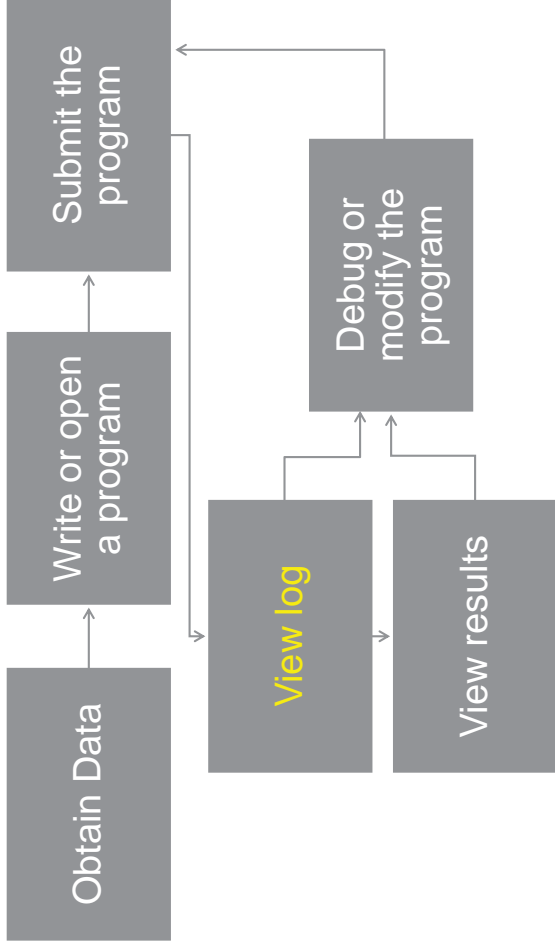 Obtain Data
Write or open
a program
Submit the
program
View log
View results
Debug or
modify the
program